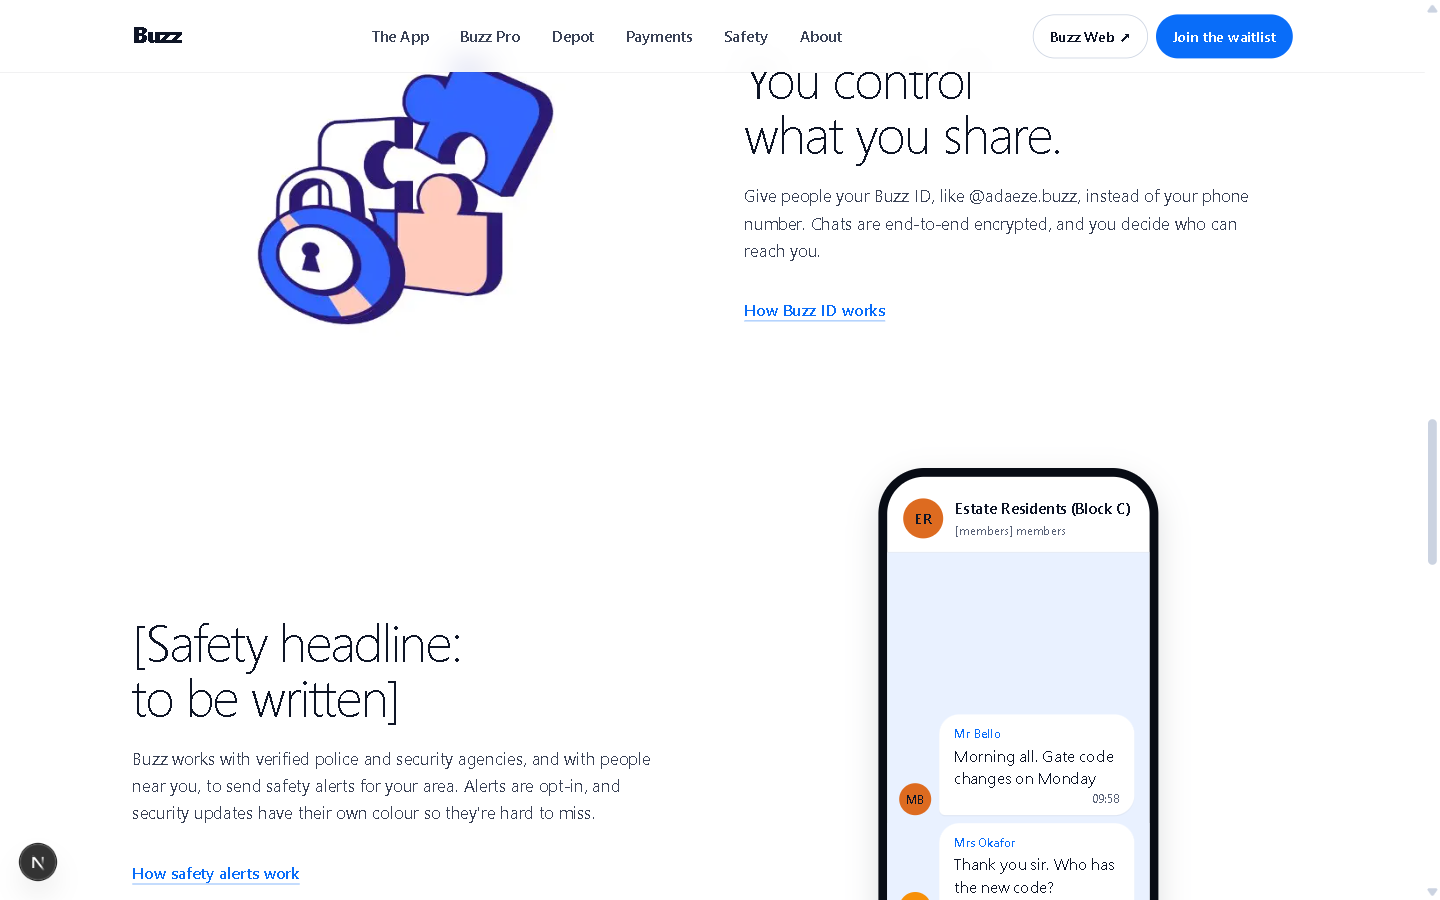 Buzz
The App
Buzz Pro
Depot
Payments
Safety
About
Buzz Web ↗
Join the waitlist
You control
what you share.
Give people your Buzz ID, like @adaeze.buzz, instead of your phone
number. Chats are end-to-end encrypted, and you decide who can
reach you.
How Buzz ID works
[Safety headline:
to be written]
Buzz works with verified police and security agencies, and with people
near you, to send safety alerts for your area. Alerts are opt-in, and
security updates have their own colour so they're hard to miss.
How safety alerts work
N
ER
Estate Residents (Block C)
[members] members
Mr Bello
Morning all. Gate code
changes on Monday
09:58
MB
Mrs Okafor
Thank you sir. Who has
the new code?